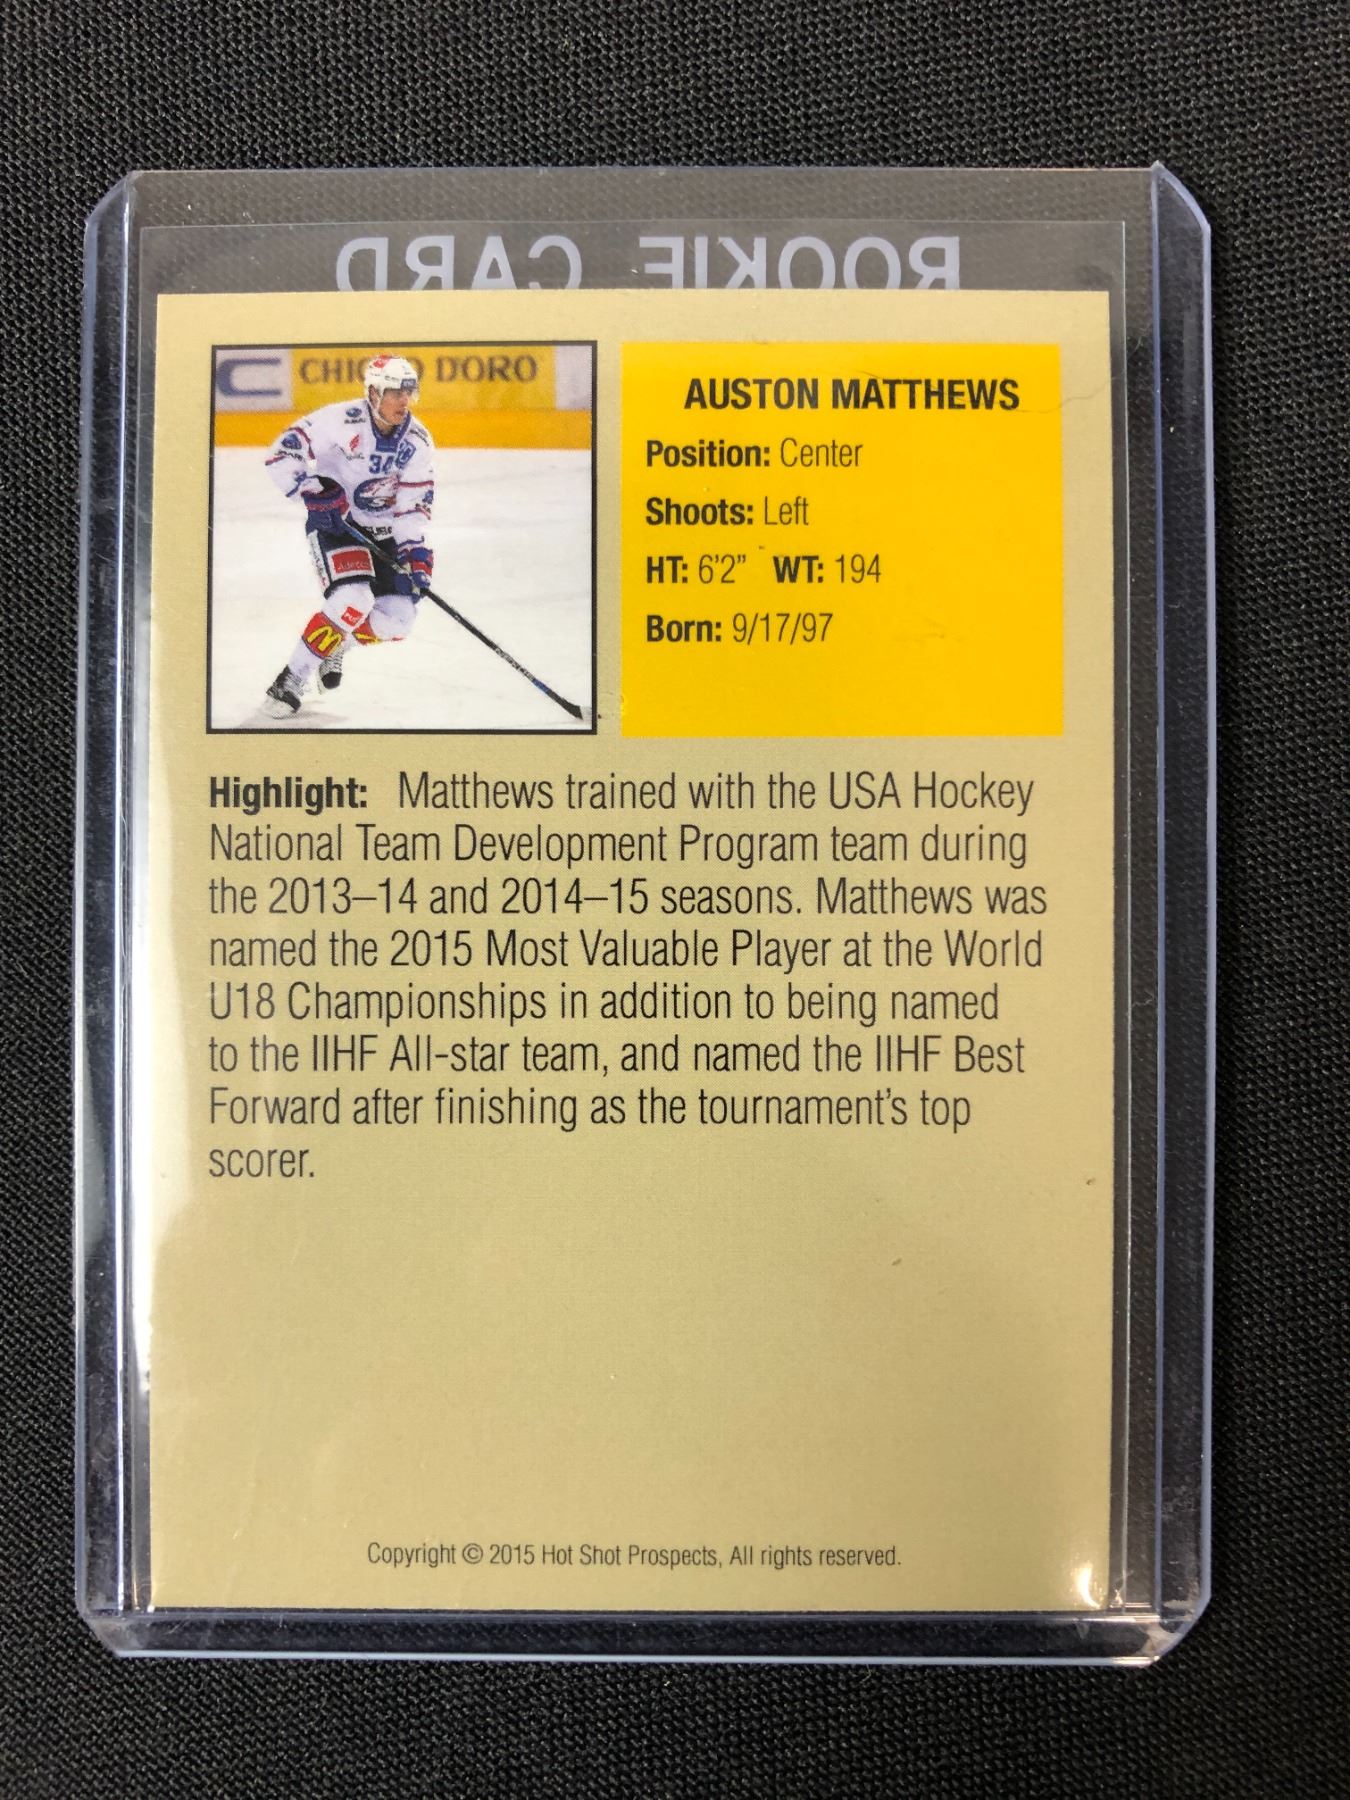 ROOKIE CARD
CHICCO D'ORO
34
AUSTON MATTHEWS
Position: Center
Shoots: Left
HT: 6'2” WT: 194
Born: 9/17/97
Highlight: Matthews trained with the USA Hockey
National Team Development Program team during
the 2013–14 and 2014–15 seasons. Matthews was
named the 2015 Most Valuable Player at the World
U18 Championships in addition to being named
to the IIHF All-star team, and named the IIHF Best
Forward after finishing as the tournament's top
scorer.
Copyright © 2015 Hot Shot Prospects, All rights reserved.